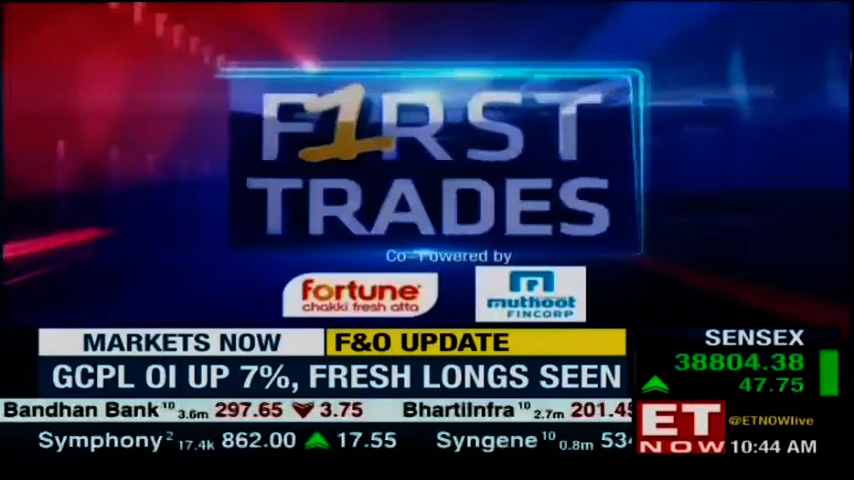 F1RST
TRADES
Co-Powered by
fortune
chakki fresh atta
muthoot
FINCORP
MARKETS NOW
F&O UPDATE
GCPL OI UP 7%, FRESH LONGS SEEN
SENSEX
38804.38
47.75
Bandhan Bank 10 3.6m 297.65 3.75 BhartiInfra 10 2.7m 201.45
Symphony 2 17.4k 862.00 17.55 Syngene 10 0.8m 534
ET
NOW
@ETNOWlive
10:44 AM